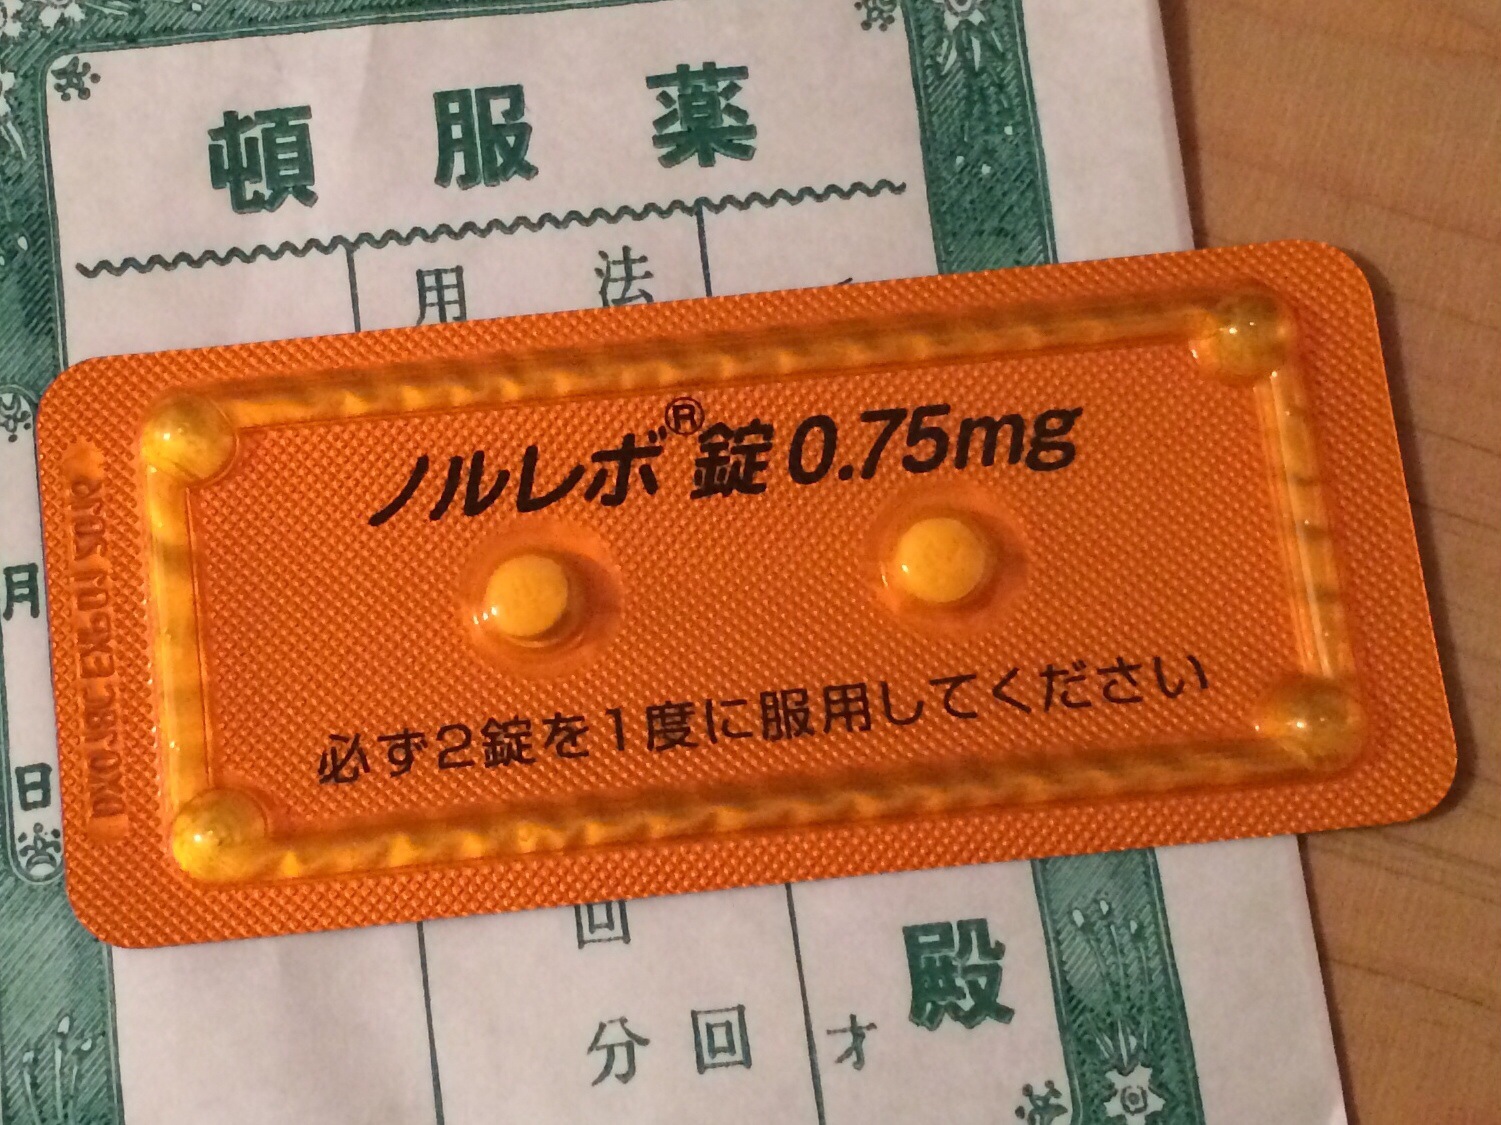 頓服薬
用法
ノルレボ®錠0.75mg
必ず2錠を1度に服用してください
月
日
回
分
回
才
殿